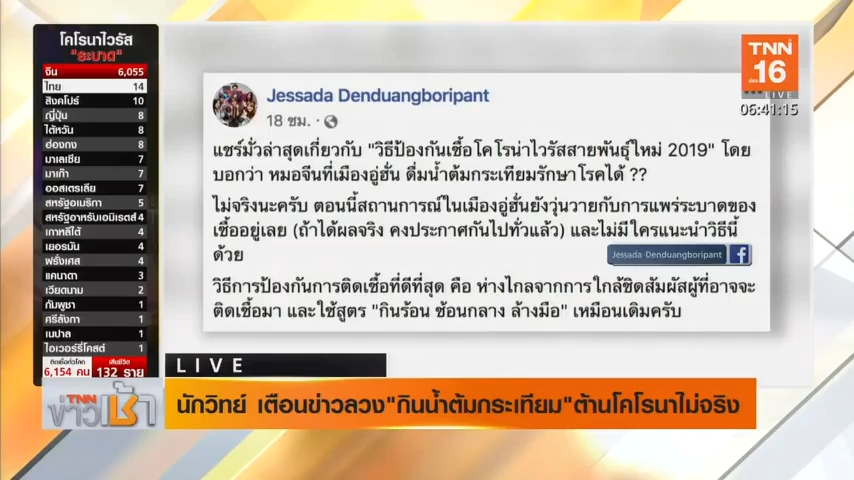 โคโรนาไวรัส
"ระบาด"
จีน 6,055
ไทย 14
สิงคโปร์ 10
ญี่ปุ่น 8
ไต้หวัน 8
ฮ่องกง 8
มาเลเซีย 7
มาเก๊า 7
ออสเตรเลีย 7
สหรัฐอเมริกา 5
สหรัฐอาหรับเอมิเรตส์ 4
เกาหลีใต้ 4
เยอรมัน 4
ฝรั่งเศส 4
แคนาดา 3
เวียดนาม 2
กัมพูชา 1
ศรีลังกา 1
เนปาล 1
ไอเวอร์รี่โคสต์ 1
ติดเชื้อทั่วโลก เสียชีวิต
6,154 คน 132 ราย
TNN
ช่อง 16
LIVE
06:41:15
Jessada Denduangboripant
18 ชม. ·
แชร์มั่วล่าสุดเกี่ยวกับ "วิธีป้องกันเชื้อโคโรน่าไวรัสสายพันธุ์ใหม่ 2019" โดย
บอกว่า หมอจีนที่เมืองอู่ฮั่น ดื่มน้ำต้มกระเทียมรักษาโรคได้ ??
ไม่จริงนะครับ ตอนนี้สถานการณ์ในเมืองอู่ฮั่นยังวุ่นวายกับการแพร่ระบาดของ
เชื้ออยู่เลย (ถ้าได้ผลจริง คงประกาศกันไปทั่วแล้ว) และไม่มีใครแนะนำวิธีนี้
ด้วย
Jessada Denduangboripant f
วิธีการป้องกันการติดเชื้อที่ดีที่สุด คือ ห่างไกลจากการใกล้ชิดสัมผัสผู้ที่อาจจะ
ติดเชื้อมา และใช้สูตร "กินร้อน ช้อนกลาง ล้างมือ" เหมือนเดิมครับ
LIVE
TNN
ข่าวเช้า
นักวิทย์ เตือนข่าวลวง"กินน้ำต้มกระเทียม"ต้านโคโรนาไม่จริง